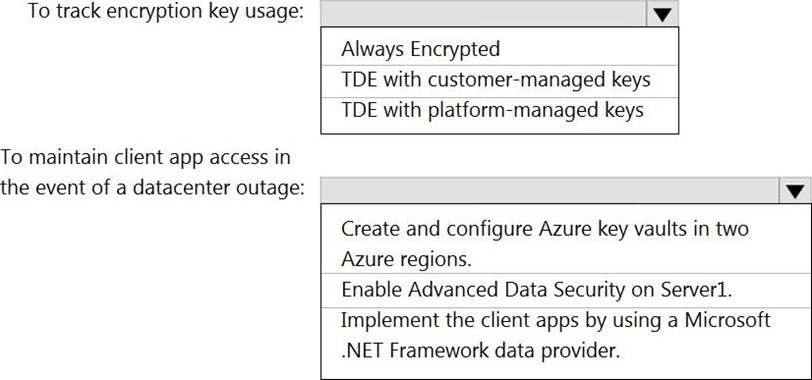 To track encryption key usage:
Always Encrypted
TDE with customer-managed keys
TDE with platform-managed keys
To maintain client app access in
the event of a datacenter outage:
Create and configure Azure key vaults in two
Azure regions.
Enable Advanced Data Security on Server1.
Implement the client apps by using a Microsoft
.NET Framework data provider.